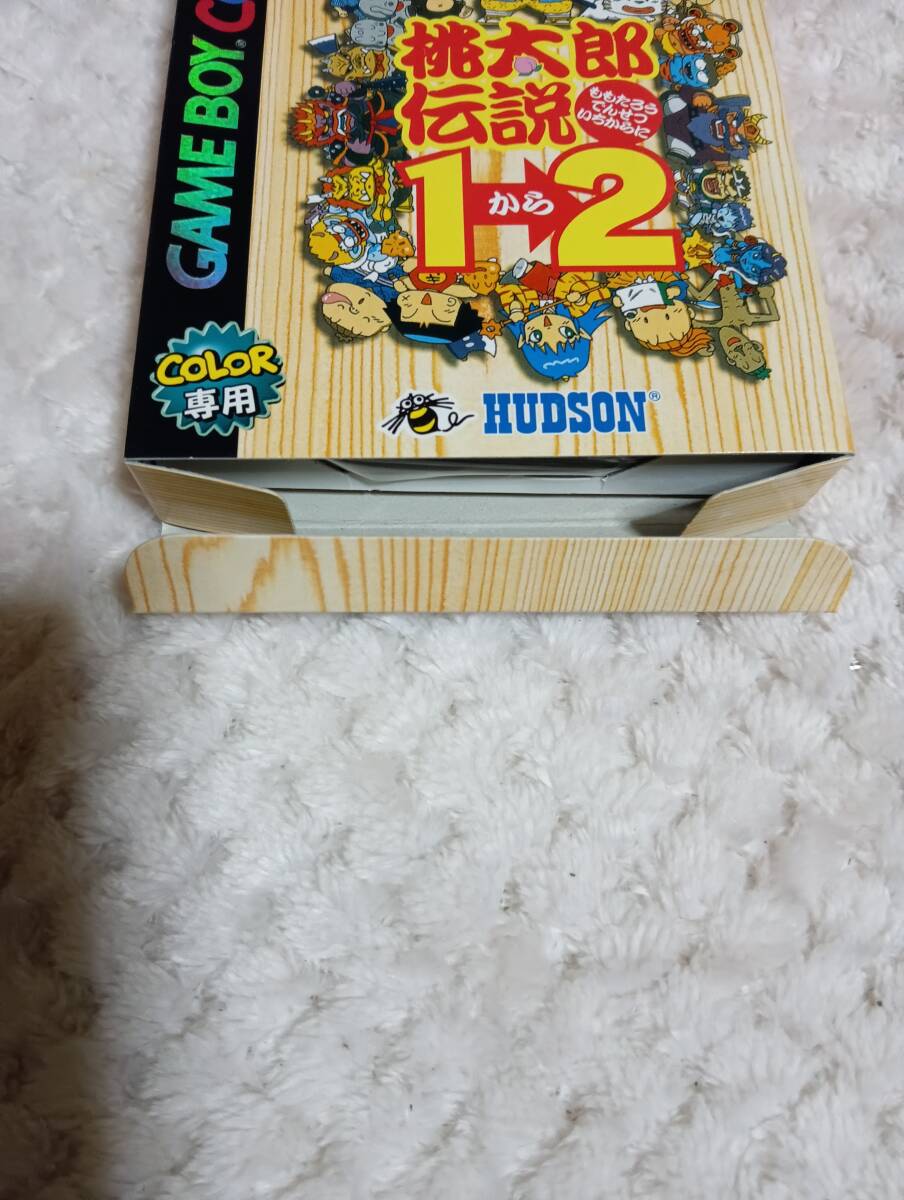 GAME BOY CO
桃太郎
伝説
ももたろう
でんせつ
いちからに
1から2
COLOR
専用
HUDSON®